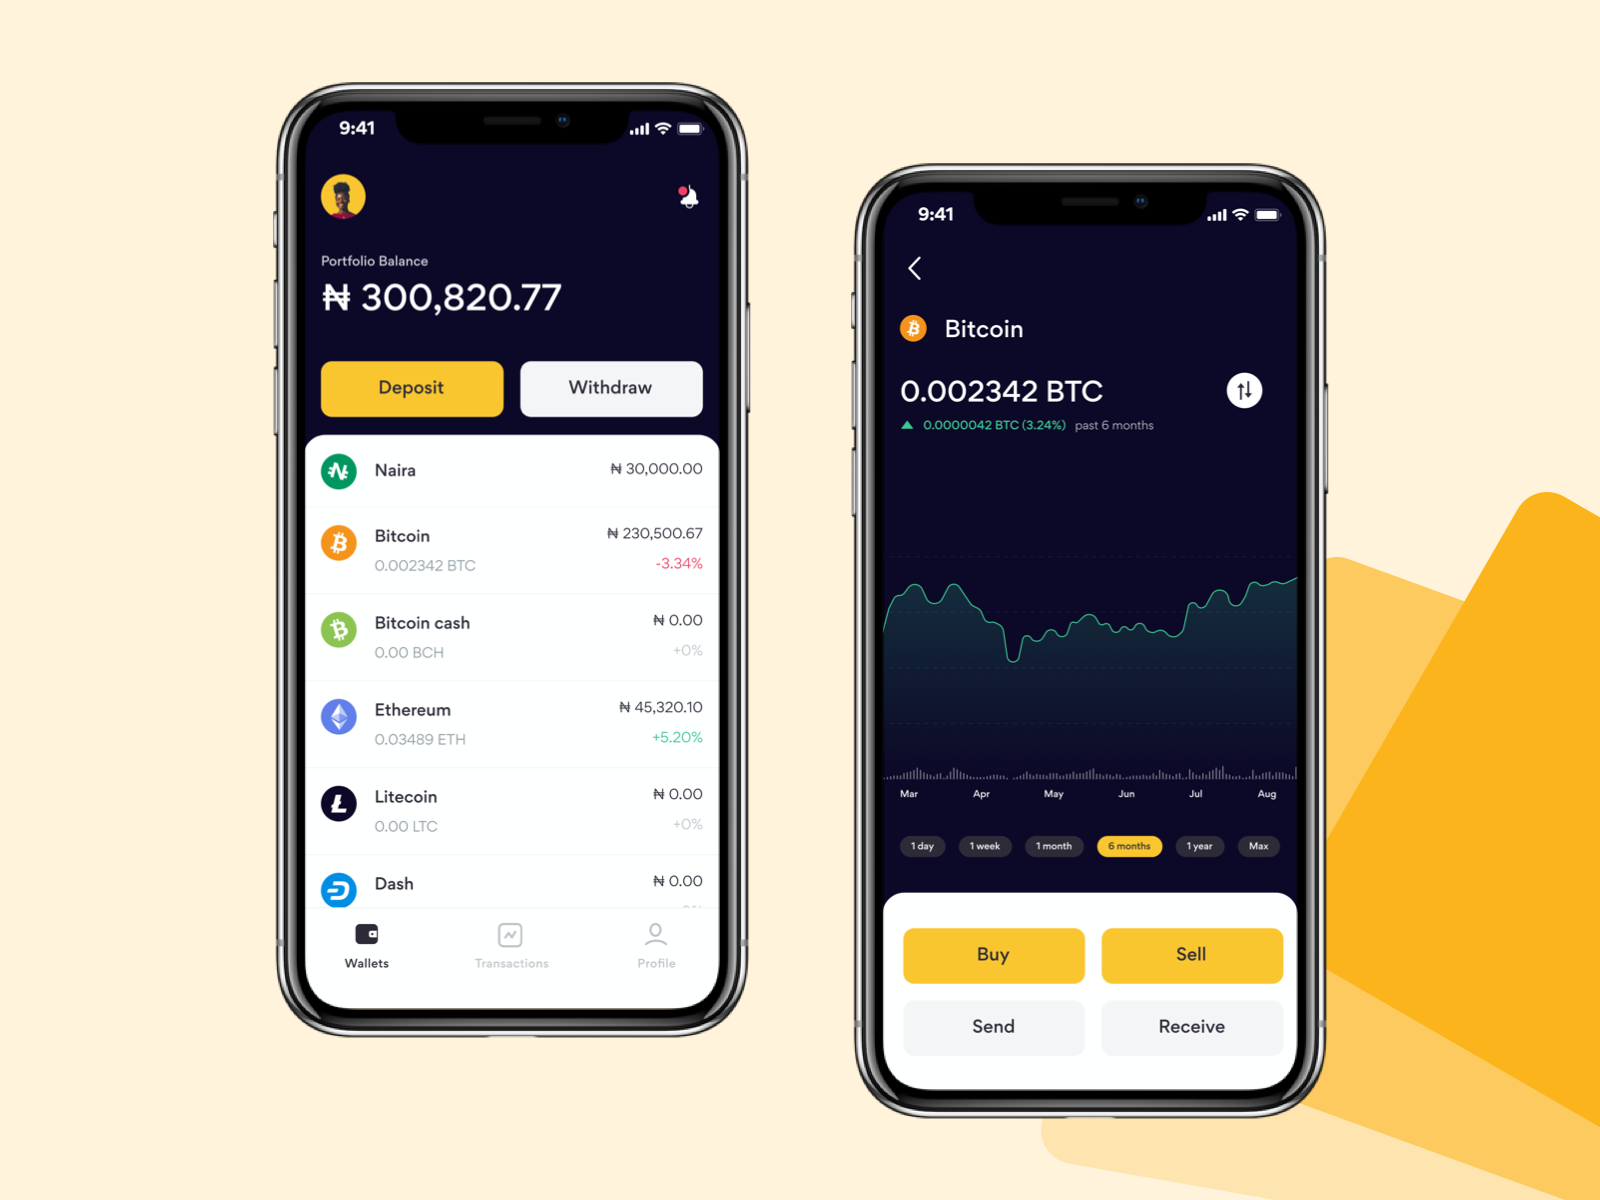 9:41
Portfolio Balance
₦ 300,820.77
Deposit
Withdraw
Naira
₦ 30,000.00
Bitcoin
₦ 230,500.67
0.002342 BTC
-3.34%
Bitcoin cash
₦ 0.00
0.00 BCH
+0%
Ethereum
₦ 45,320.10
0.03489 ETH
+5.20%
Litecoin
₦ 0.00
0.00 LTC
+0%
Dash
₦ 0.00
Wallets
Transactions
Profile
9:41
Bitcoin
0.002342 BTC
0.0000042 BTC (3.24%) past 6 months
Mar Apr May Jun Jul Aug
1 day 1 week 1 month 6 months 1 year Max
Buy
Sell
Send
Receive